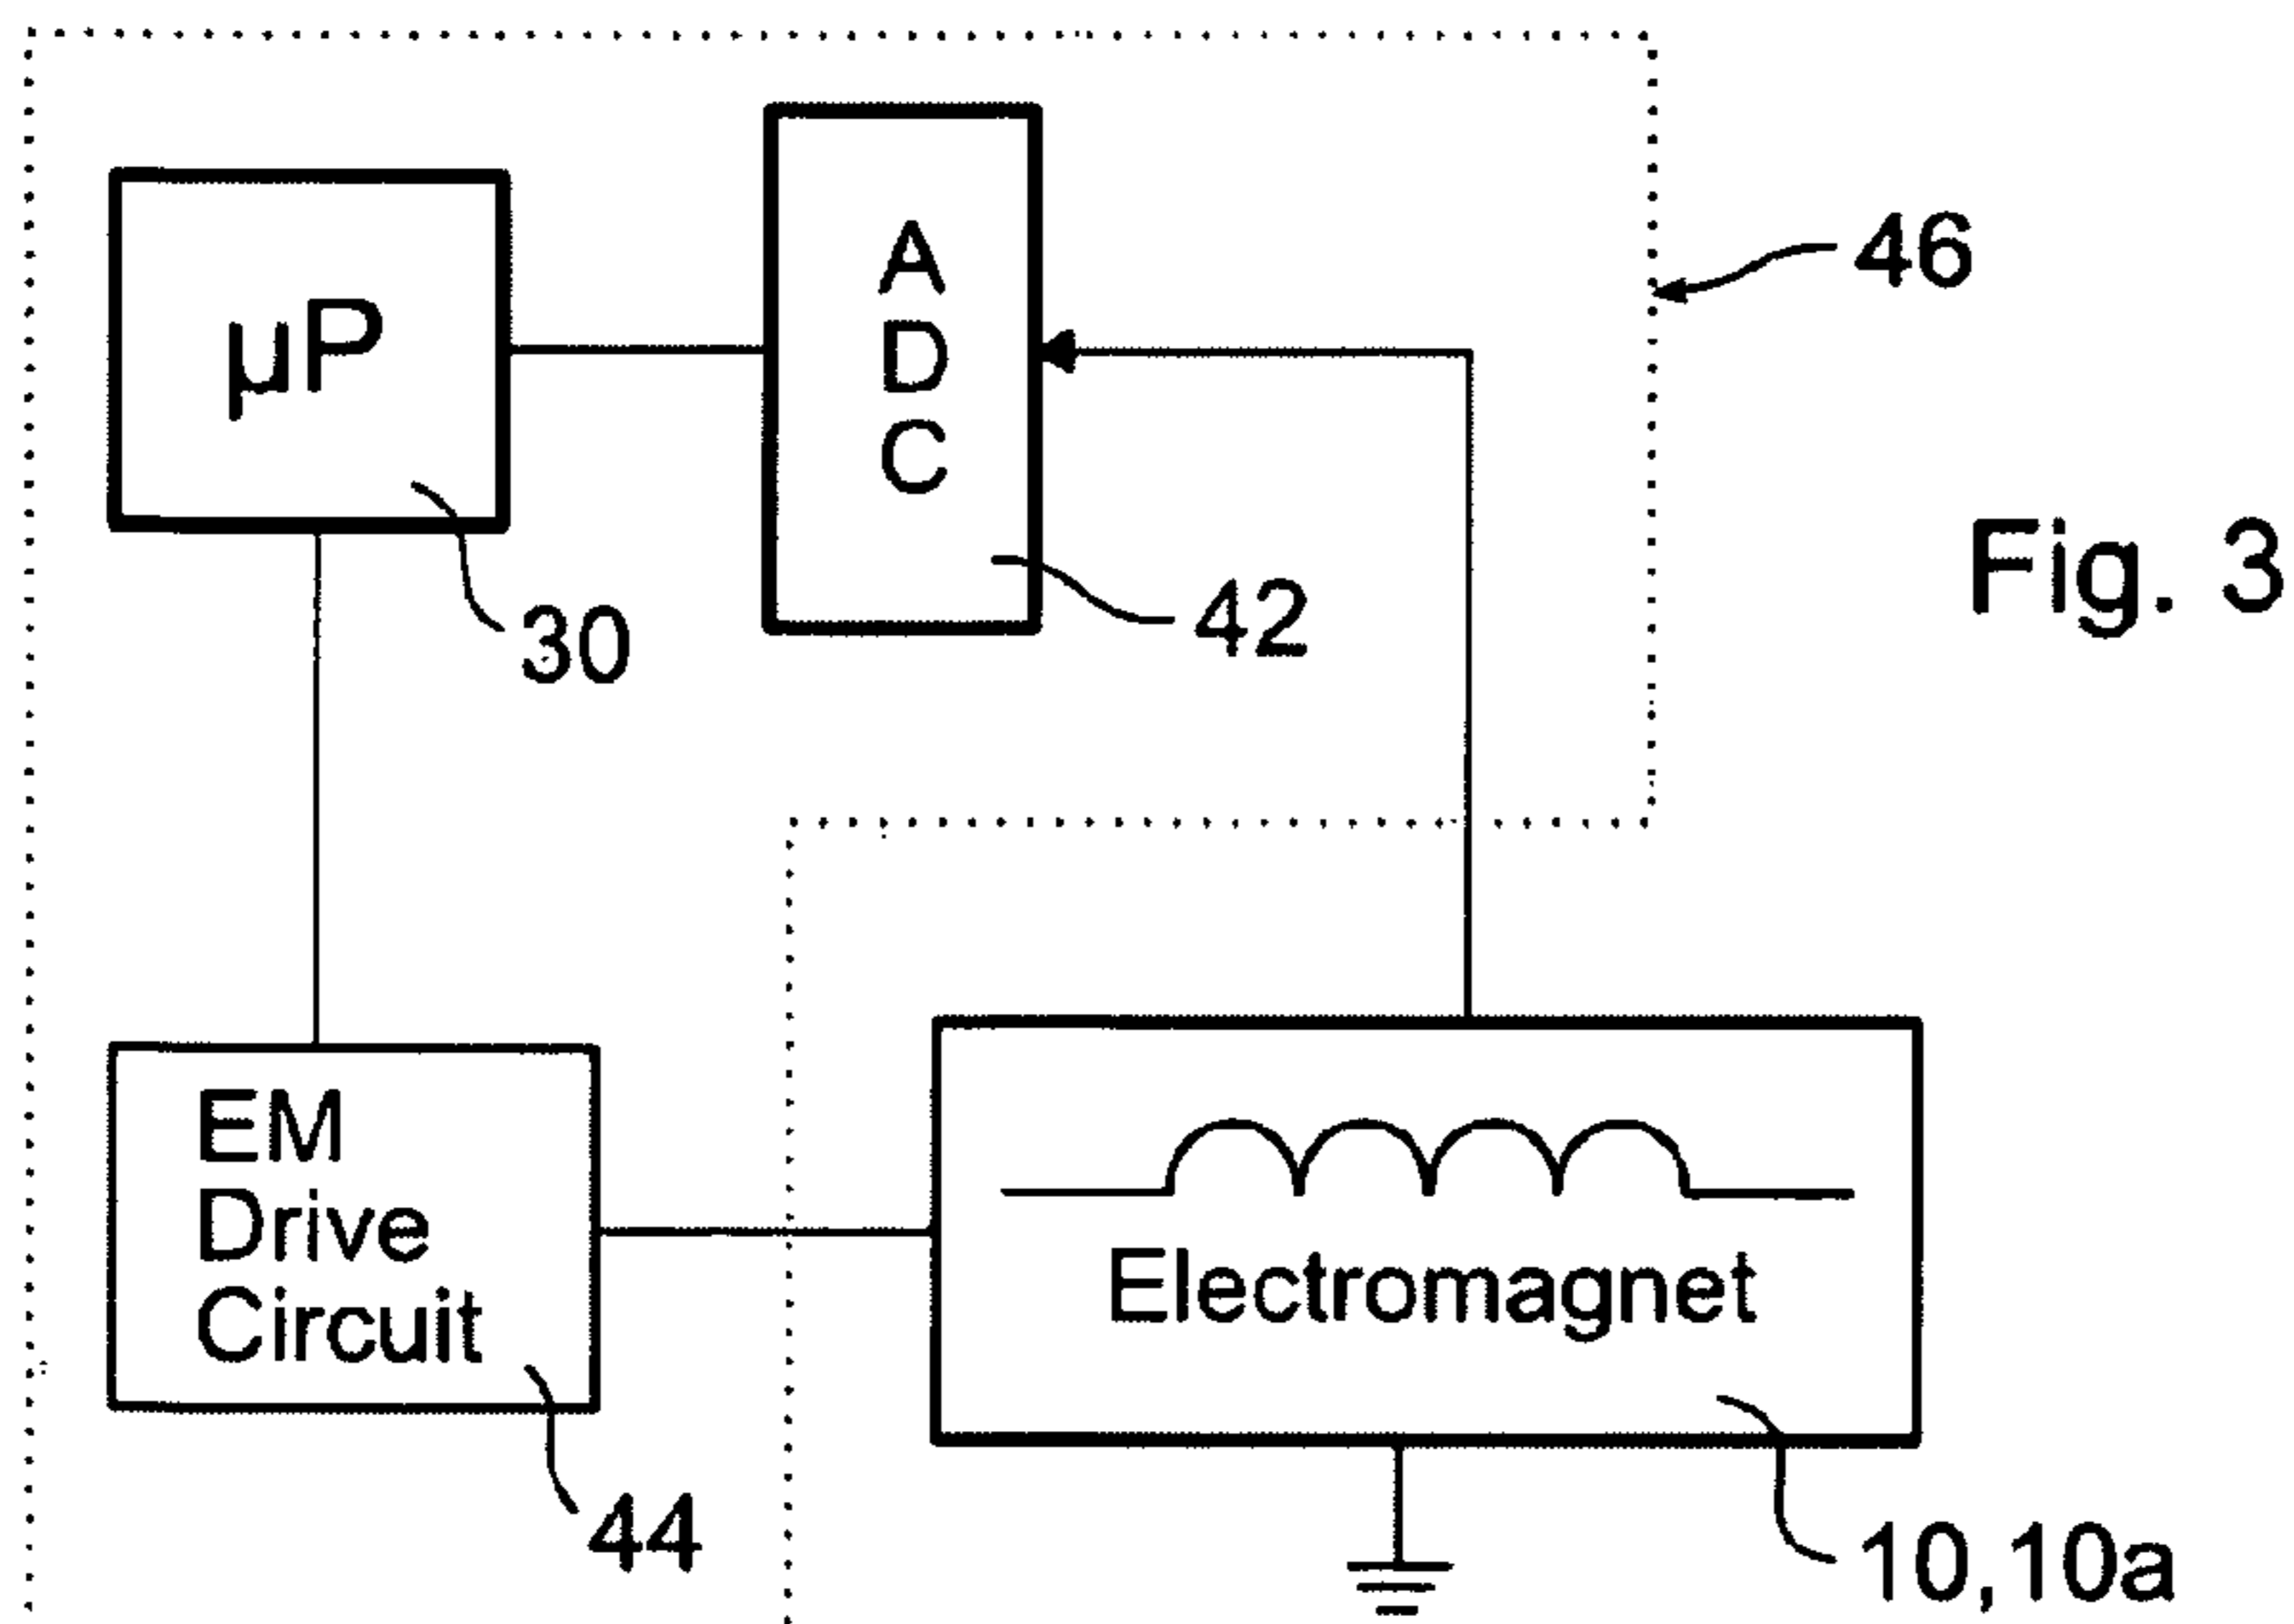 46
µP
A
D
C
30
42
Fig. 3
EM
Drive
Circuit
44
Electromagnet
10,10a